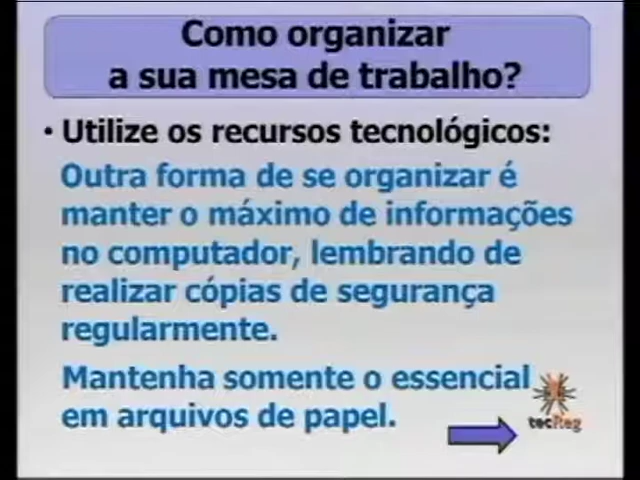 Como organizar
a sua mesa de trabalho?
• Utilize os recursos tecnológicos:
Outra forma de se organizar é
manter o máximo de informações
no computador, lembrando de
realizar cópias de segurança
regularmente.
Mantenha somente o essencial
em arquivos de papel.
tecReg